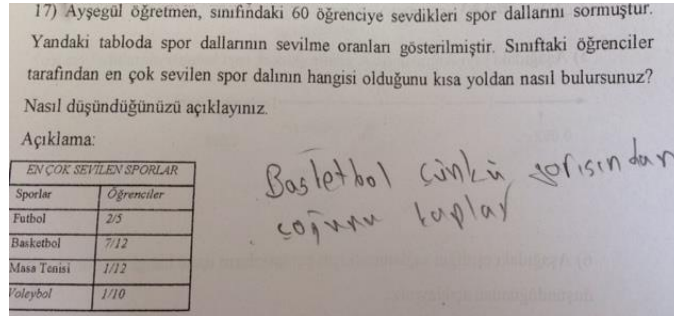 17) Ayşegül öğretmen, sınıfındaki 60 öğrenciye sevdikleri spor dallarını sormuştur.
Yandaki tabloda spor dallarının sevilme oranları gösterilmiştir. Sınıftaki öğrenciler
tarafından en çok sevilen spor dalının hangisi olduğunu kısa yoldan nasıl bulursunuz?
Nasıl düşündüğünüzü açıklayınız.
Açıklama:
EN ÇOK SEVİLEN SPORLAR
Sporlar Öğrenciler
Futbol 2/5
Basketbol 7/12
Masa Tenisi 1/12
Voleybol 1/10
Basletbol çünkü yorısından
çoğunu kaplar